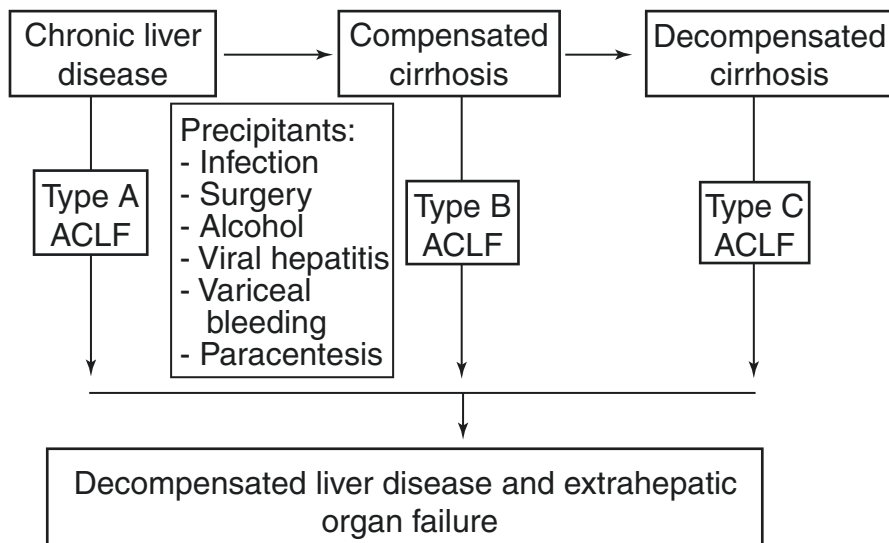 Chronic liver
disease
Compensated
cirrhosis
Decompensated
cirrhosis
Precipitants:
- Infection
- Surgery
- Alcohol
- Viral hepatitis
- Variceal
bleeding
- Paracentesis
Type A
ACLF
Type B
ACLF
Type C
ACLF
Decompensated liver disease and extrahepatic
organ failure